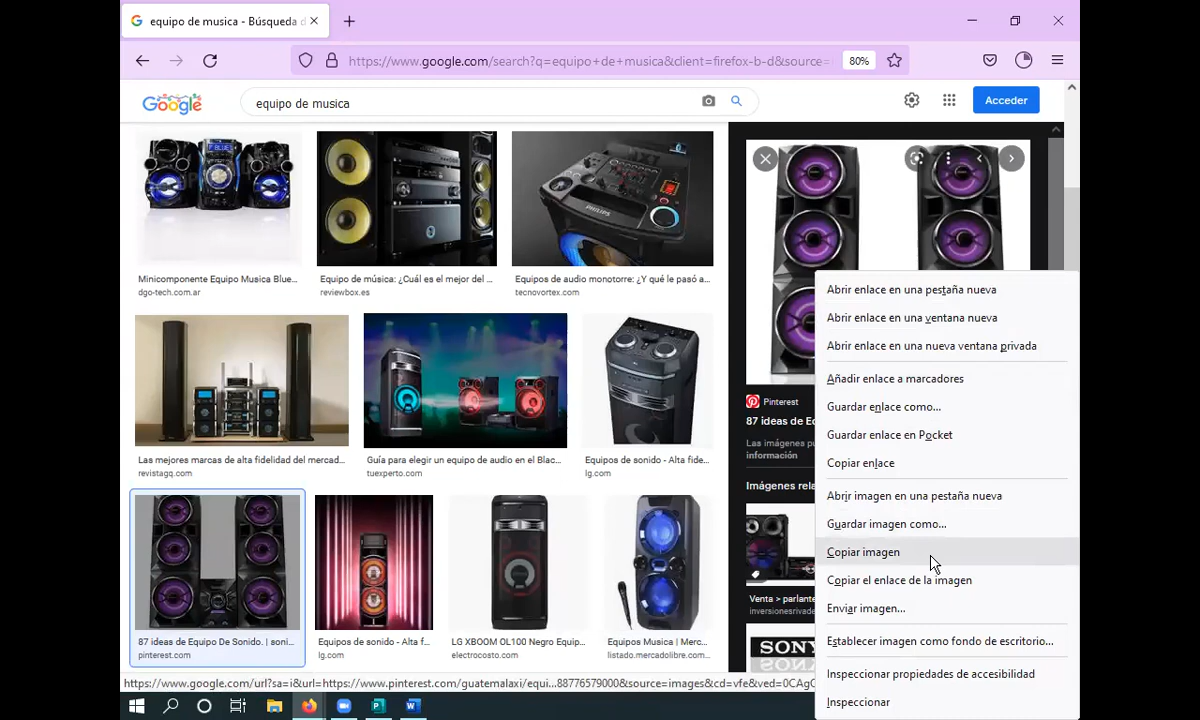 equipo de musica - Búsqueda d
https://www.google.com/search?q=equipo+de+musica&client=firefox-b-d&source=
80%
Google
equipo de musica
Acceder
BLUES
PHILIPS
Minicomponente Equipo Musica Blue...
dgo-tech.com.ar
Equipo de música: ¿Cuál es el mejor del ...
reviewbox.es
Equipos de audio monotorre: ¿Y qué le pasó a...
tecnovortex.com
Las mejores marcas de alta fidelidad del mercad...
revistagq.com
Guía para elegir un equipo de audio en el Blac...
tuexperto.com
Equipos de sonido - Alta fide...
lg.com
87 ideas de Equipo De Sonido. | soni...
pinterest.com
Equipos de sonido - Alta f...
lg.com
LG XBOOM OL100 Negro Equip...
electrocosto.com
Equipos Musica | Merc...
listado.mercadolibre.com...
Pinterest
87 ideas de E
Las imágenes pu
información
Imágenes rela
Venta > parlante
inversionesrivade
SONY
Abrir enlace en una pestaña nueva
Abrir enlace en una ventana nueva
Abrir enlace en una nueva ventana privada
Añadir enlace a marcadores
Guardar enlace como...
Guardar enlace en Pocket
Copiar enlace
Abrir imagen en una pestaña nueva
Guardar imagen como...
Copiar imagen
Copiar el enlace de la imagen
Enviar imagen...
Establecer imagen como fondo de escritorio...
Inspeccionar propiedades de accesibilidad
Inspeccionar
https://www.google.com/url?sa=i&url=https://www.pinterest.com/guatemalaxi/equi...88776579000&source=images&cd=vfe&ved=0CAgQ